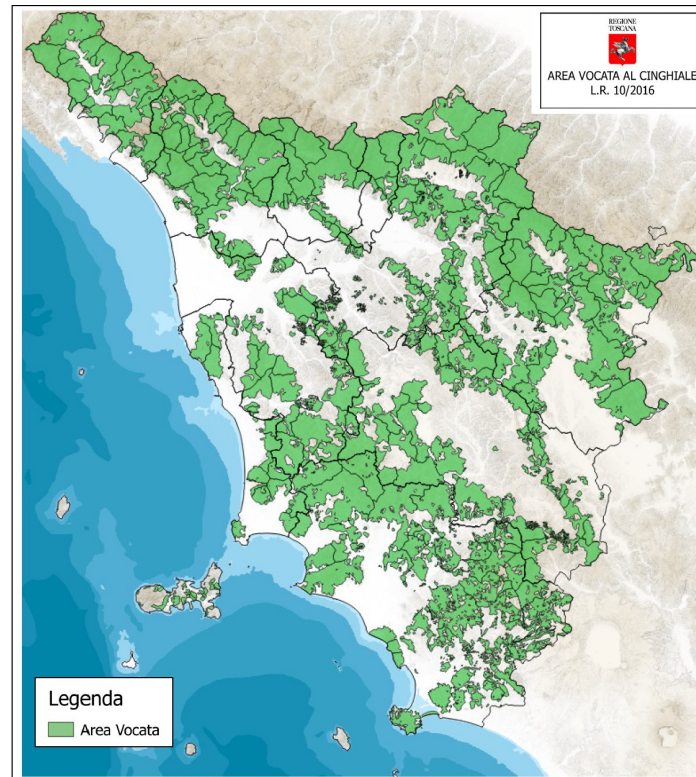 REGIONE
TOSCANA
AREA VOCATA AL CINGHIALE
L.R. 10/2016
Legenda
Area Vocata